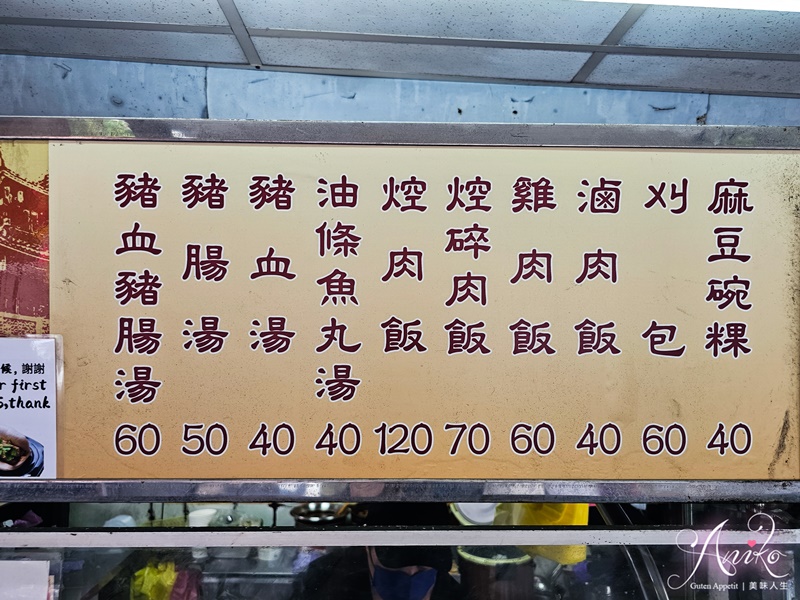 麻豆碗粿 40
刈包 60
滷肉飯 40
雞肉飯 60
焢碎肉飯 70
焢肉飯 120
油條魚丸湯 40
豬血湯 40
豬腸湯 50
豬血豬腸湯 60
候, 謝謝
r first
,thank
Aniko
Guten Appetit | 美味人生